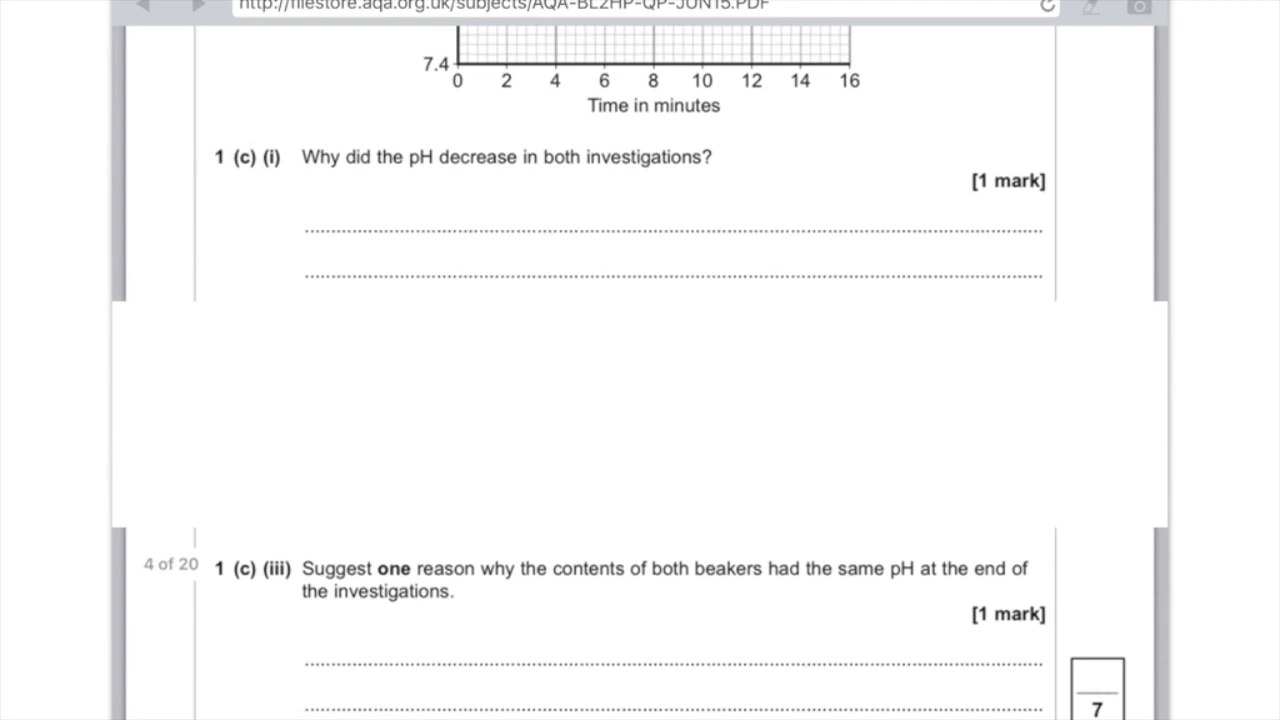 http://filestore.aqa.org.uk/subjects/AQA-BL2HP-QP-JUN15.PDF
7.4
0 2 4 6 8 10 12 14 16
Time in minutes
1 (c) (i) Why did the pH decrease in both investigations?
[1 mark]
4 of 20
1 (c) (iii) Suggest one reason why the contents of both beakers had the same pH at the end of
the investigations.
[1 mark]
7